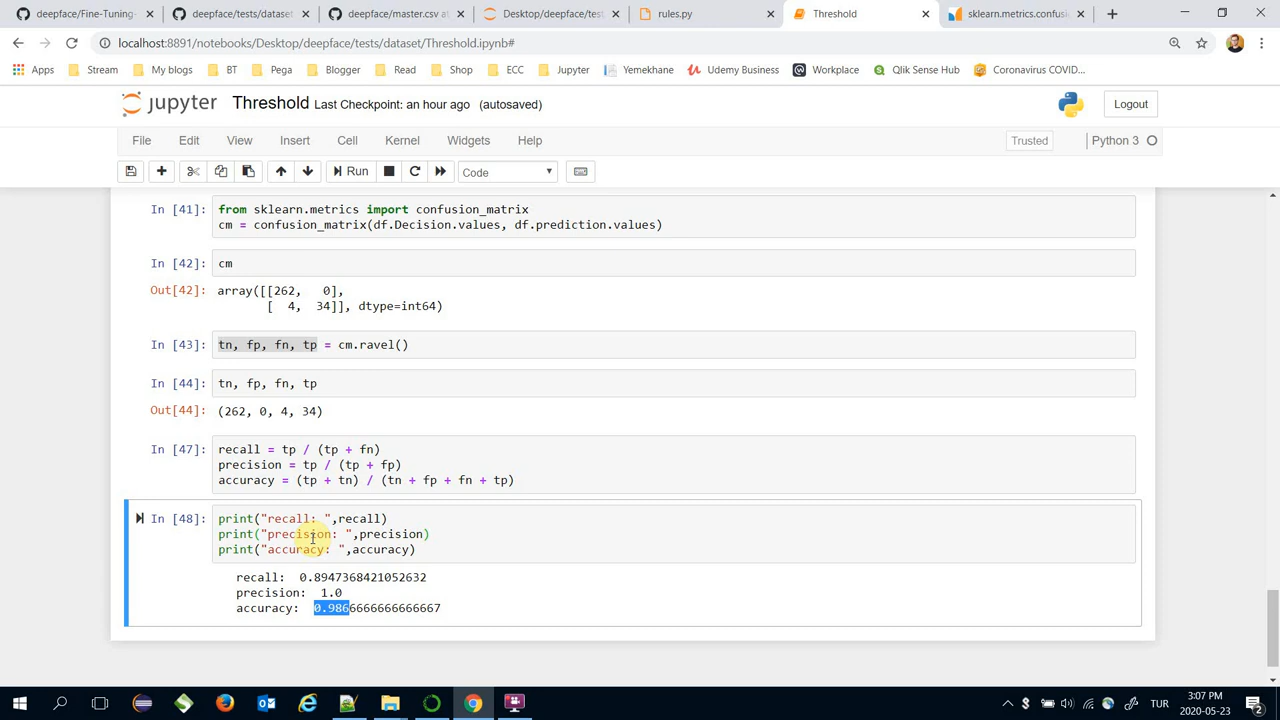 deepface/Fine-Tuning-
deepface/tests/dataset
deepface/master.csv at
Desktop/deepface/tests
rules.py
Threshold
sklearn.metrics.confus
localhost:8891/notebooks/Desktop/deepface/tests/dataset/Threshold.ipynb#
Apps
Stream
My blogs
BT
Pega
Blogger
Read
Shop
ECC
Jupyter
Yemekhane
Udemy Business
Workplace
Qlik Sense Hub
Coronavirus COVID...
jupyter Threshold Last Checkpoint: an hour ago (autosaved)
Logout
File Edit View Insert Cell Kernel Widgets Help
Trusted
Python 3
Run
Code
In [41]: from sklearn.metrics import confusion_matrix
cm = confusion_matrix(df.Decision.values, df.prediction.values)
In [42]: cm
Out[42]: array([[262, 0],
[ 4, 34]], dtype=int64)
In [43]: tn, fp, fn, tp = cm.ravel()
In [44]: tn, fp, fn, tp
Out[44]: (262, 0, 4, 34)
In [47]: recall = tp / (tp + fn)
precision = tp / (tp + fp)
accuracy = (tp + tn) / (tn + fp + fn + tp)
In [48]: print("recall: ",recall)
print("precision: ",precision)
print("accuracy: ",accuracy)
recall: 0.8947368421052632
precision: 1.0
accuracy: 0.9866666666666667
TUR
3:07 PM
2020-05-23
2